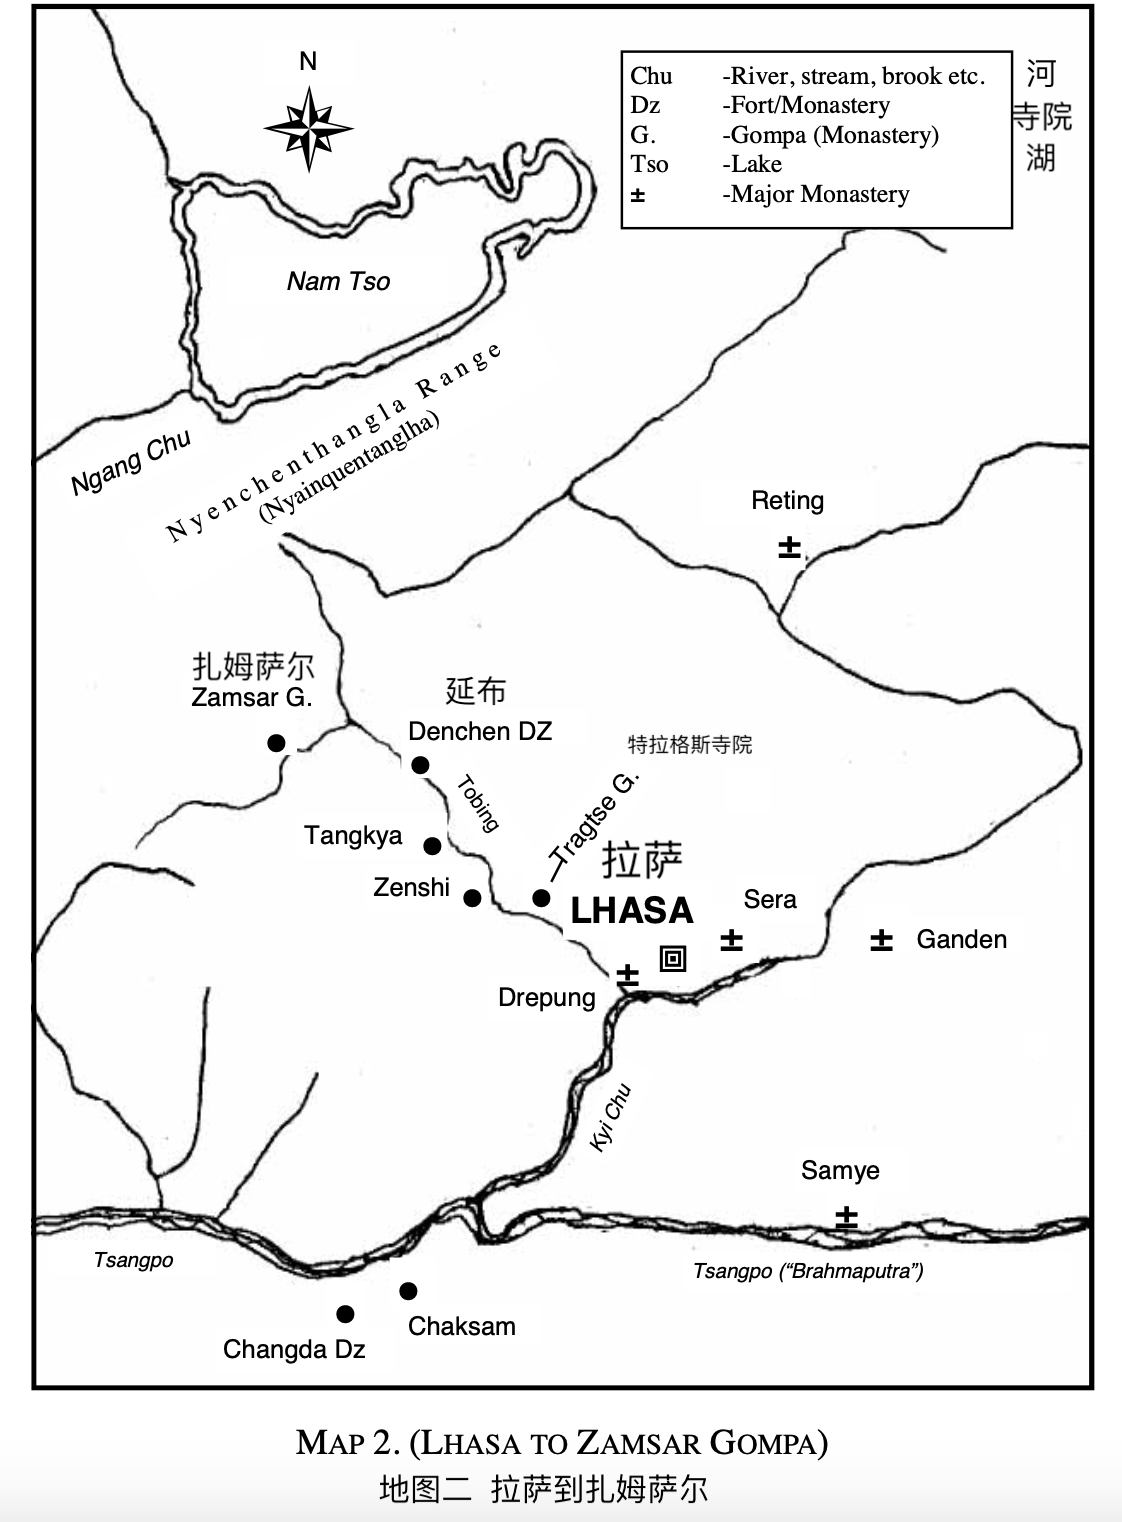 N
Chu -River, stream, brook etc. 河
Dz -Fort/Monastery 寺院
G. -Gompa (Monastery)
Tso -Lake 湖
± -Major Monastery
Nam Tso
Nyenchenthangla Range
(Nyainquentanglha)
Ngang Chu
Reting
±
扎姆萨尔
Zamsar G.
延布
Denchen DZ
特拉格斯寺院
Tobing
Tragtse G.
Tangkya
拉萨
Zenshi
LHASA
Sera
±
± Ganden
±
Drepung
Kyi Chu
Samye
±
Tsangpo
Tsangpo (“Brahmaputra”)
Chaksam
Changda Dz
MAP 2. (LHASA TO ZAMSAR GOMPA)
地图二 拉萨到扎姆萨尔